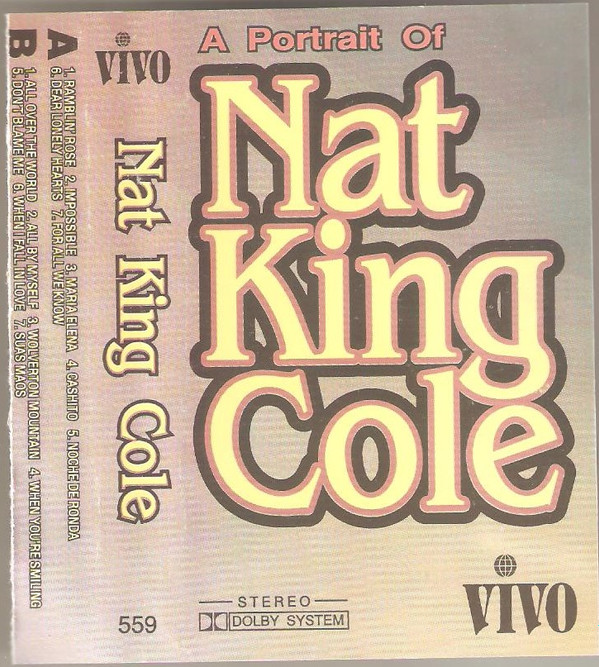 A Portrait Of
Nat
King
Cole
VIVO
STEREO
DOLBY SYSTEM
VIVO
Nat King Cole
559
A
1. RAMBLIN' ROSE 2. IMPOSSIBLE 3. MARIA ELENA 4. CASHITO 5. NOCHE DE RONDA
6. DEAR LONELY HEARTS 7. FOR ALL WE KNOW
B
1. ALL OVER THE WORLD 2. ALL BY MYSELF 3. WOLVERTON MOUNTAIN 4. WHEN YOU'RE SMILING
5. DON'T BLAME ME 6. WHEN I FALL IN LOVE 7. SUAS MAOS